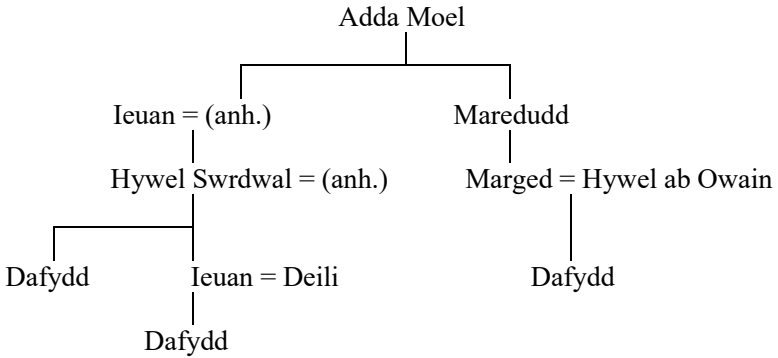 Adda Moel
Ieuan = (anh.) Maredudd
Hywel Swrdwal = (anh.) Marged = Hywel ab Owain
Dafydd Ieuan = Deili Dafydd
Dafydd